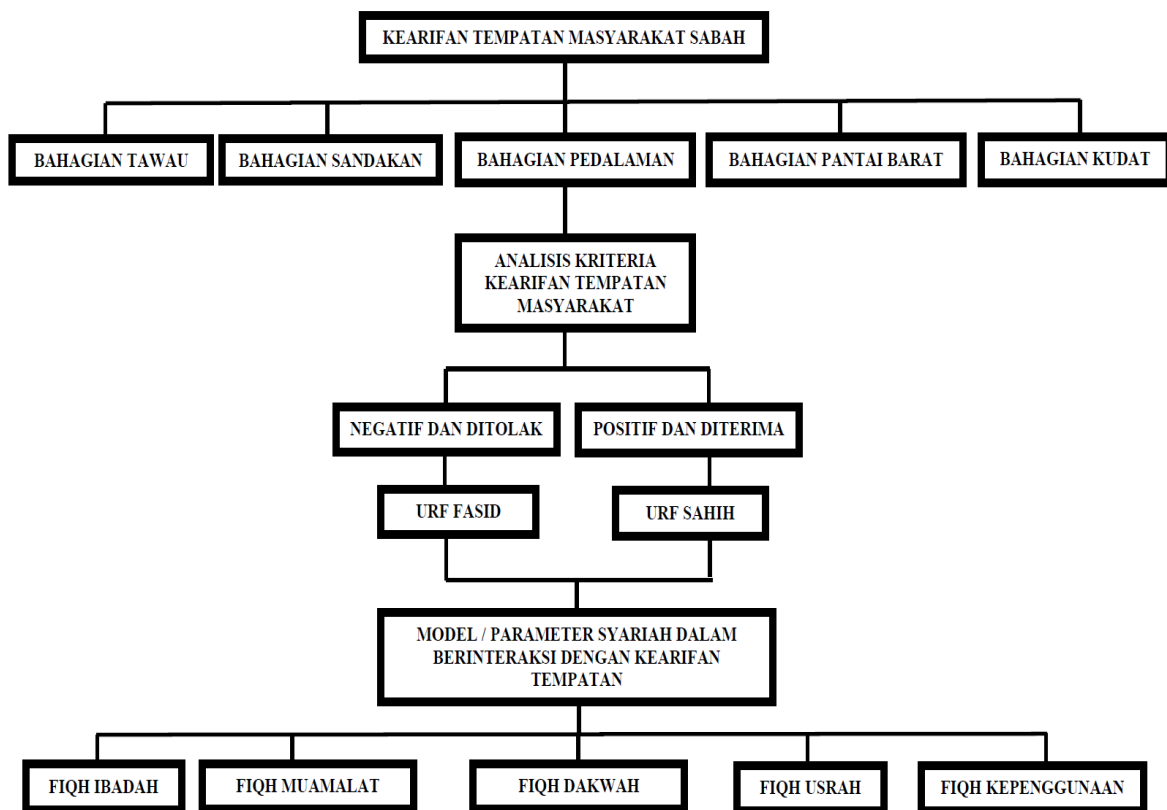 KEARIFAN TEMPATAN MASYARAKAT SABAH
BAHAGIAN TAWAU
BAHAGIAN SANDAKAN
BAHAGIAN PEDALAMAN
BAHAGIAN PANTAI BARAT
BAHAGIAN KUDAT
ANALISIS KRITERIA
KEARIFAN TEMPATAN
MASYARAKAT
NEGATIF DAN DITOLAK
POSITIF DAN DITERIMA
URF FASID
URF SAHIH
MODEL / PARAMETER SYARIAH DALAM
BERINTERAKSI DENGAN KEARIFAN
TEMPATAN
FIQH IBADAH
FIQH MUAMALAT
FIQH DAKWAH
FIQH USRAH
FIQH KEPENGGUNAAN